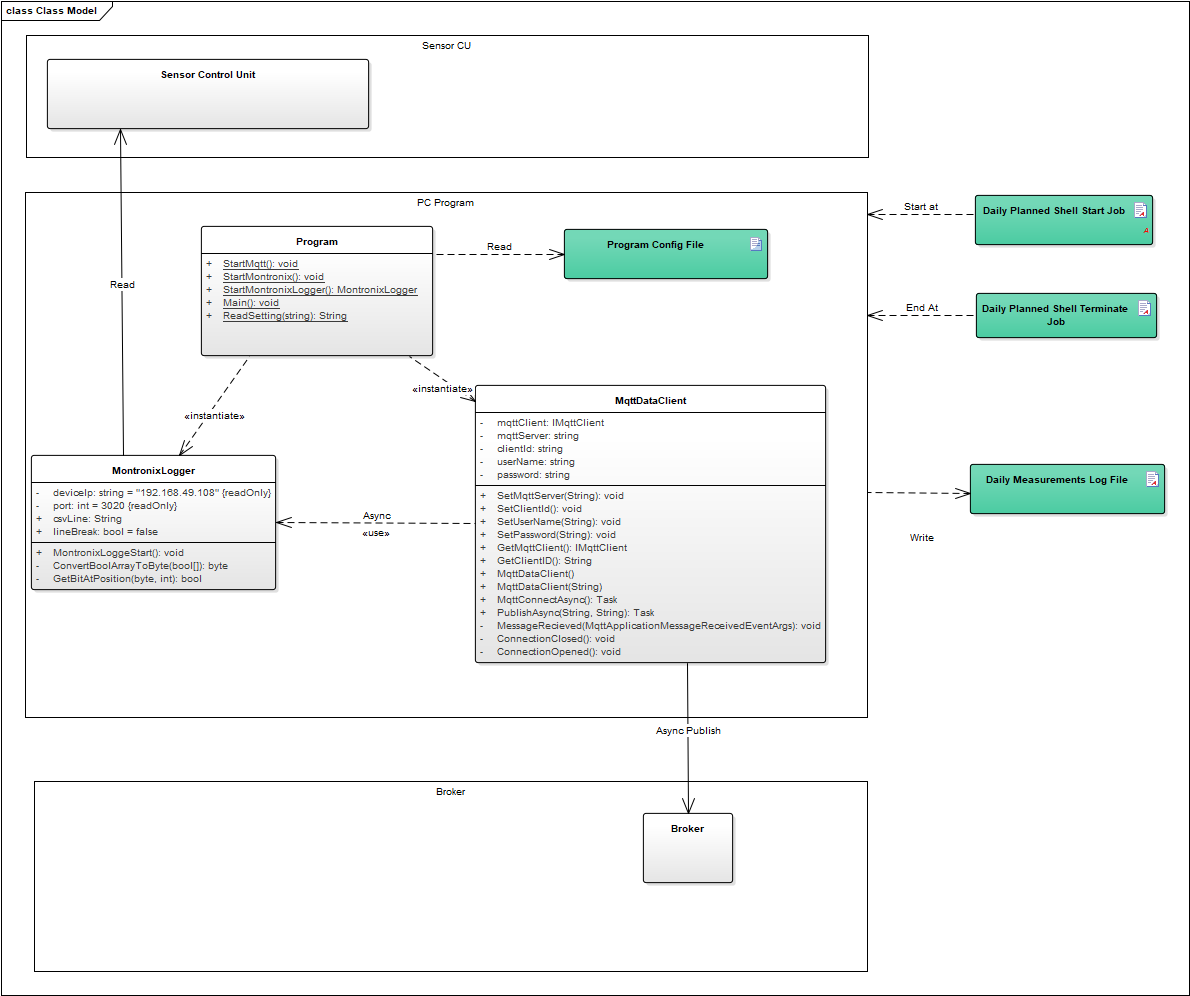 class Class Model
Sensor CU
Sensor Control Unit
Read
PC Program
Program
+ StartMqtt(): void
+ StartMontronix(): void
+ StartMontronixLogger(): MontronixLogger
+ Main(): void
+ ReadSetting(string): String
Read
Program Config File
Start at
Daily Planned Shell Start Job
A
End At
Daily Planned Shell Terminate
Job
«instantiate»
«instantiate»
MqttDataClient
- mqttClient: IMqttClient
- mqttServer: string
- clientId: string
- userName: string
- password: string
+ SetMqttServer(String): void
+ SetClientId(): void
+ SetUserName(String): void
+ SetPassword(String): void
+ GetMqttClient(): IMqttClient
+ GetClientID(): String
+ MqttDataClient()
+ MqttDataClient(String)
+ MqttConnectAsync(): Task
+ PublishAsync(String, String): Task
- MessageRecieved(MqttApplicationMessageReceivedEventArgs): void
- ConnectionClosed(): void
- ConnectionOpened(): void
MontronixLogger
- deviceIp: string = "192.168.49.108" {readOnly}
- port: int = 3020 {readOnly}
+ csvLine: String
+ lineBreak: bool = false
+ MontronixLoggeStart(): void
- ConvertBoolArrayToByte(bool[]): byte
- GetBitAtPosition(byte, int): bool
Async
«use»
Daily Measurements Log File
Write
Async Publish
Broker
Broker